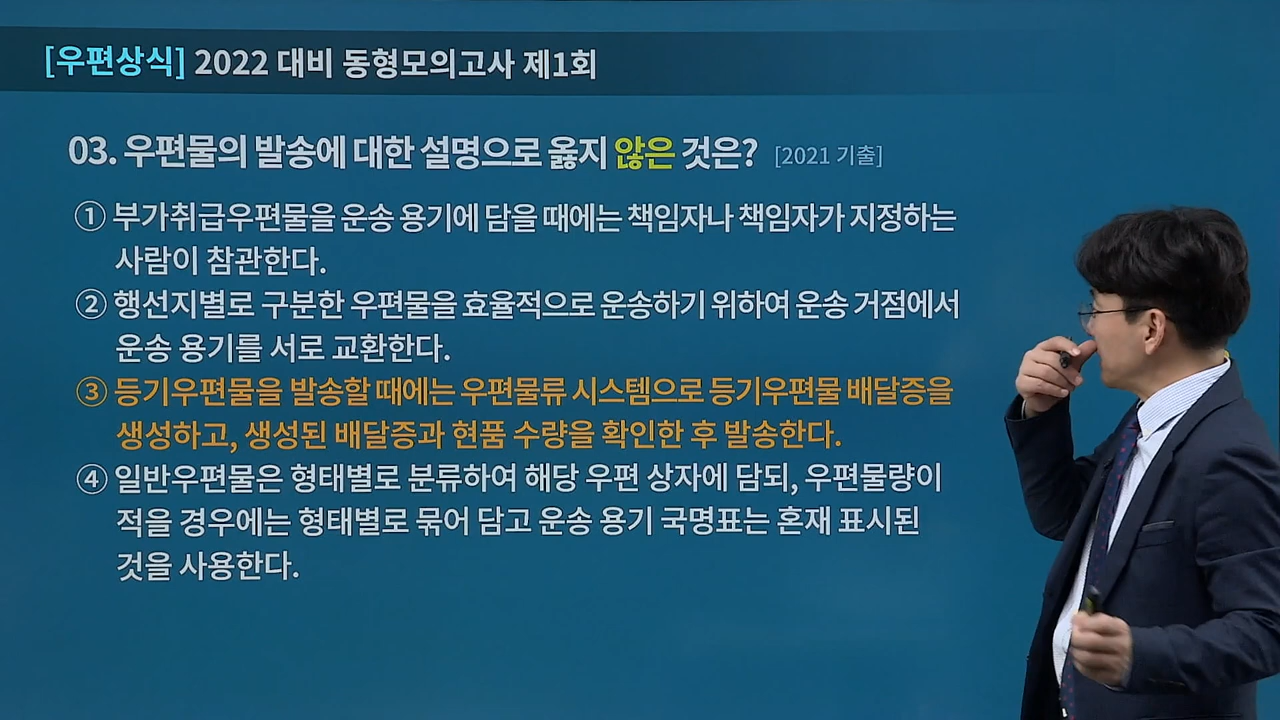 [우편상식] 2022 대비 동형모의고사 제1회
03. 우편물의 발송에 대한 설명으로 옳지 않은 것은? [2021 기출]
① 부가취급우편물을 운송 용기에 담을 때에는 책임자나 책임자가 지정하는
사람이 참관한다.
② 행선지별로 구분한 우편물을 효율적으로 운송하기 위하여 운송 거점에서
운송 용기를 서로 교환한다.
③ 등기우편물을 발송할 때에는 우편물류 시스템으로 등기우편물 배달증을
생성하고, 생성된 배달증과 현품 수량을 확인한 후 발송한다.
④ 일반우편물은 형태별로 분류하여 해당 우편 상자에 담되, 우편물량이
적을 경우에는 형태별로 묶어 담고 운송 용기 국명표는 혼재 표시된
것을 사용한다.